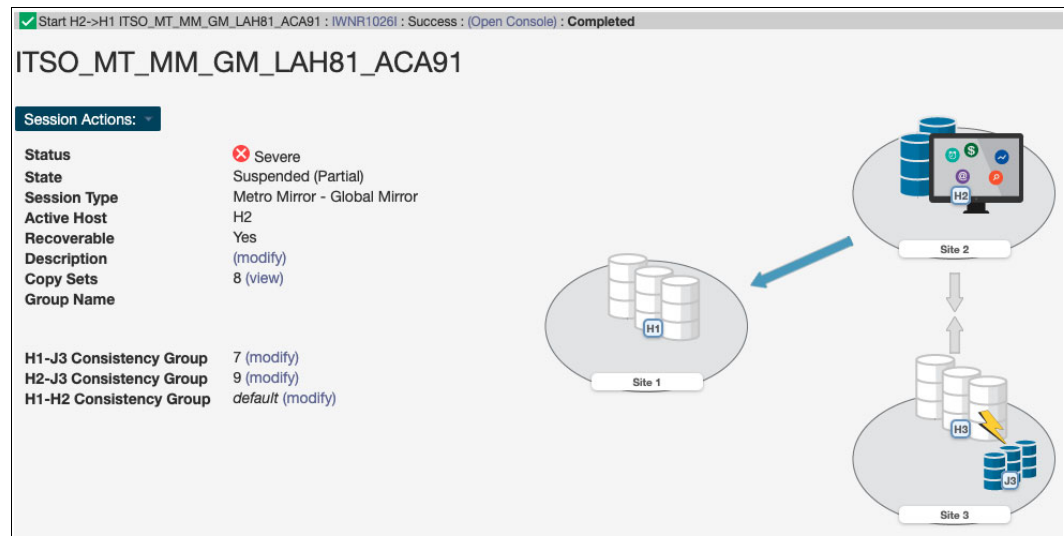 Start H2->H1 ITSO_MT_MM_GM_LAH81_ACA91 : IWNR1026I : Success : (Open Console) : Completed
ITSO_MT_MM_GM_LAH81_ACA91
Session Actions:
Status Severe
State Suspended (Partial)
Session Type Metro Mirror - Global Mirror
Active Host H2
Recoverable Yes
Description (modify)
Copy Sets 8 (view)
Group Name
H1-J3 Consistency Group 7 (modify)
H2-J3 Consistency Group 9 (modify)
H1-H2 Consistency Group default (modify)
$
@
H2
Site 2
H1
Site 1
H3
J3
Site 3